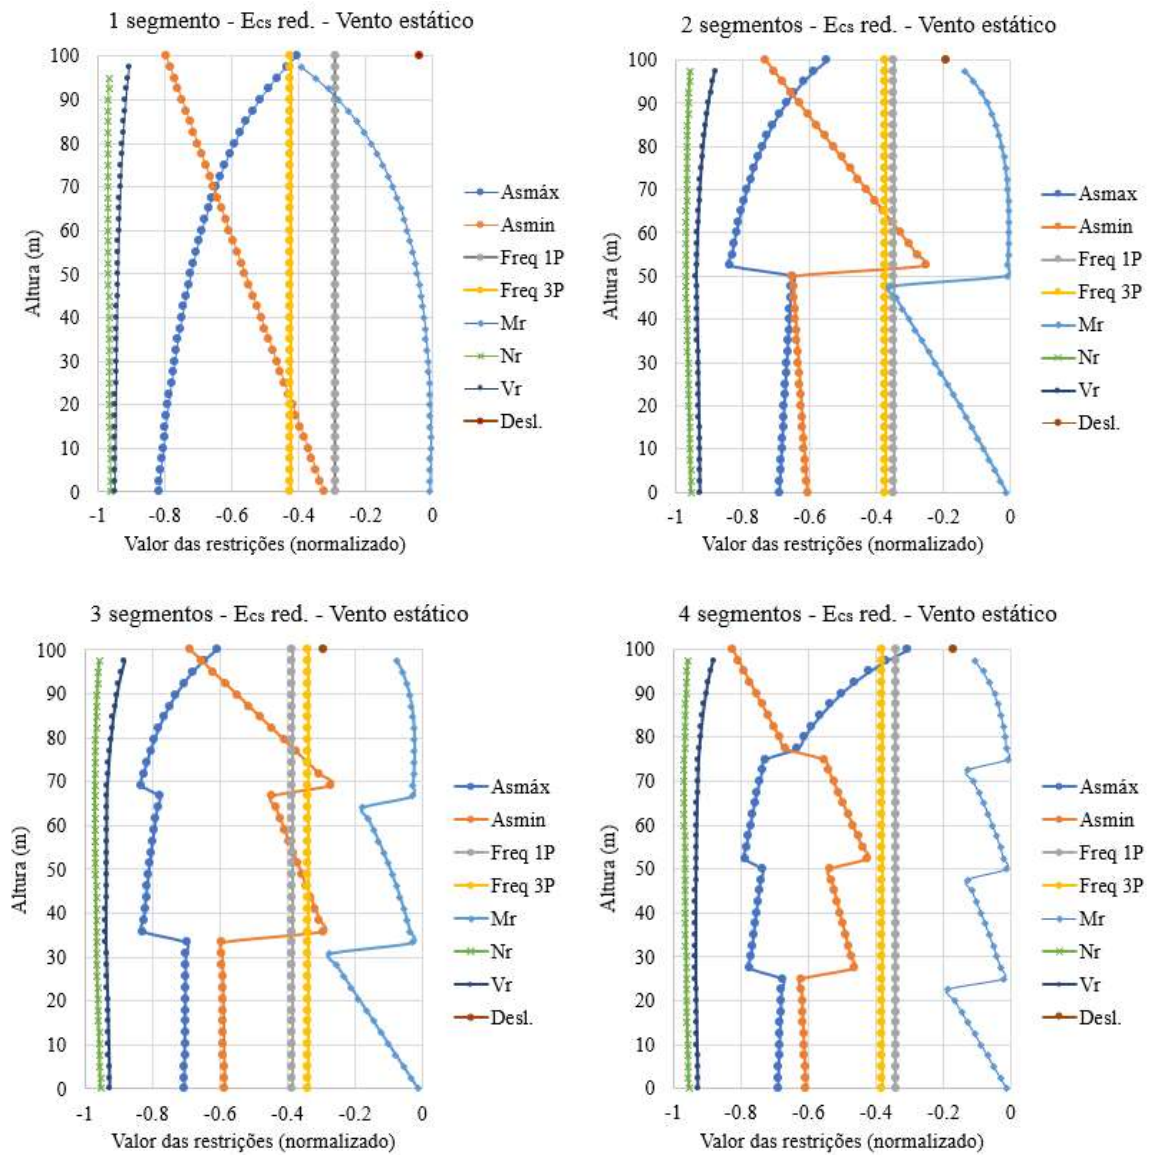 1 segmento - Ecs red. - Vento estático
Altura (m)
100
90
80
70
60
50
40
30
20
10
0
-1 -0.8 -0.6 -0.4 -0.2 0
Valor das restrições (normalizado)
Asmáx
Asmin
Freq 1P
Freq 3P
Mr
Nr
Vr
Desl.
2 segmentos - Ecs red. - Vento estático
Altura (m)
100
90
80
70
60
50
40
30
20
10
0
-1 -0.8 -0.6 -0.4 -0.2 0
Valor das restrições (normalizado)
Asmax
Asmin
Freq 1P
Freq 3P
Mr
Nr
Vr
Desl.
3 segmentos - Ecs red. - Vento estático
Altura (m)
100
90
80
70
60
50
40
30
20
10
0
-1 -0.8 -0.6 -0.4 -0.2 0
Valor das restrições (normalizado)
Asmáx
Asmin
Freq 1P
Freq 3P
Mr
Nr
Vr
Desl.
4 segmentos - Ecs red. - Vento estático
Altura (m)
100
90
80
70
60
50
40
30
20
10
0
-1 -0.8 -0.6 -0.4 -0.2 0
Valor das restrições (normalizado)
Asmáx
Asmin
Freq 1P
Freq 3P
Mr
Nr
Vr
Desl.